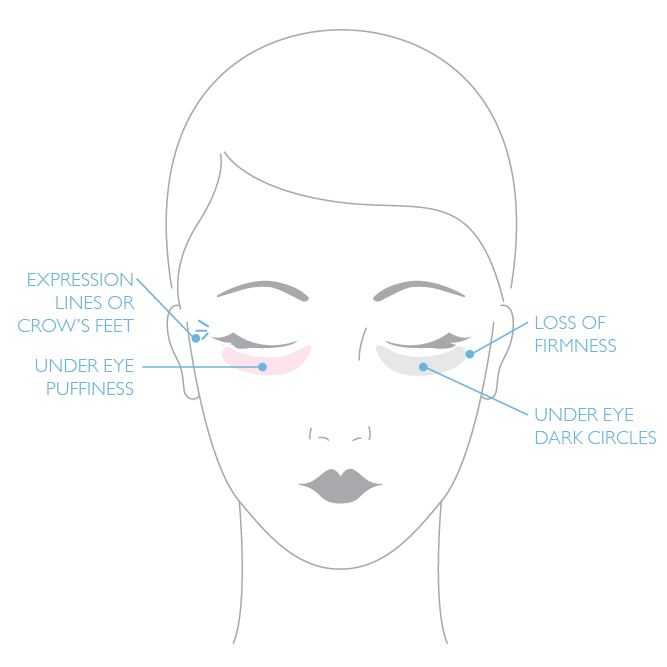 EXPRESSION
LINES OR
CROW'S FEET
UNDER EYE
PUFFINESS
LOSS OF
FIRMNESS
UNDER EYE
DARK CIRCLES